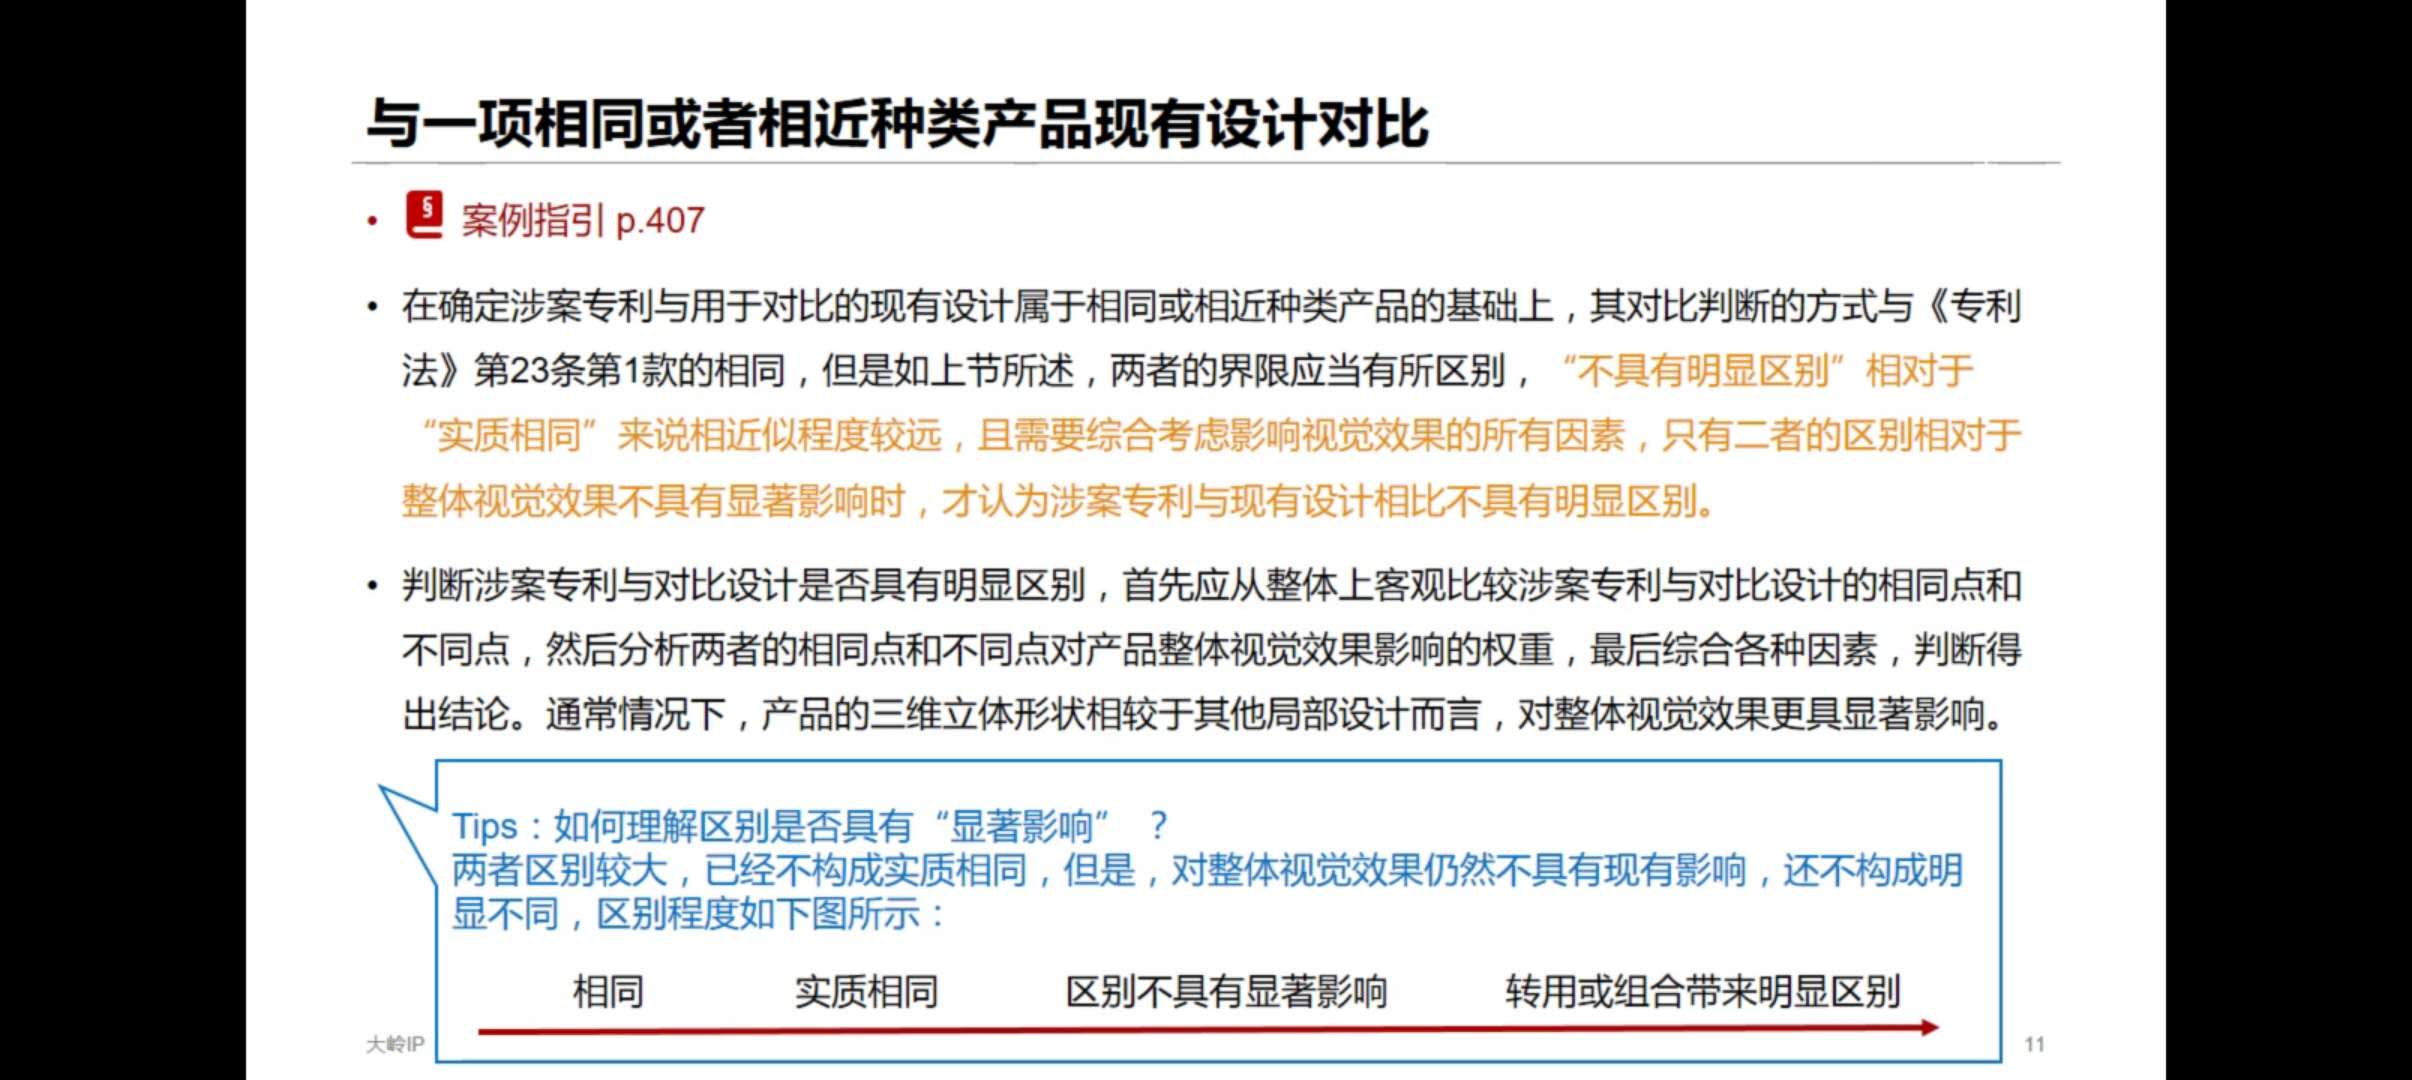 与一项相同或者相近种类产品现有设计对比
• § 案例指引 p.407
• 在确定涉案专利与用于对比的现有设计属于相同或相近种类产品的基础上，其对比判断的方式与《专利
法》第23条第1款的相同，但是如上节所述，两者的界限应当有所区别，“不具有明显区别”相对于
“实质相同”来说相近似程度较远，且需要综合考虑影响视觉效果的所有因素，只有二者的区别相对于
整体视觉效果不具有显著影响时，才认为涉案专利与现有设计相比不具有明显区别。
• 判断涉案专利与对比设计是否具有明显区别，首先应从整体上客观比较涉案专利与对比设计的相同点和
不同点，然后分析两者的相同点和不同点对产品整体视觉效果影响的权重，最后综合各种因素，判断得
出结论。通常情况下，产品的三维立体形状相较于其他局部设计而言，对整体视觉效果更具显著影响。
Tips：如何理解区别是否具有“显著影响”？
两者区别较大，已经不构成实质相同，但是，对整体视觉效果仍然不具有现有影响，还不构成明
显不同，区别程度如下图所示：
相同 实质相同 区别不具有显著影响 转用或组合带来明显区别
大岭IP 11